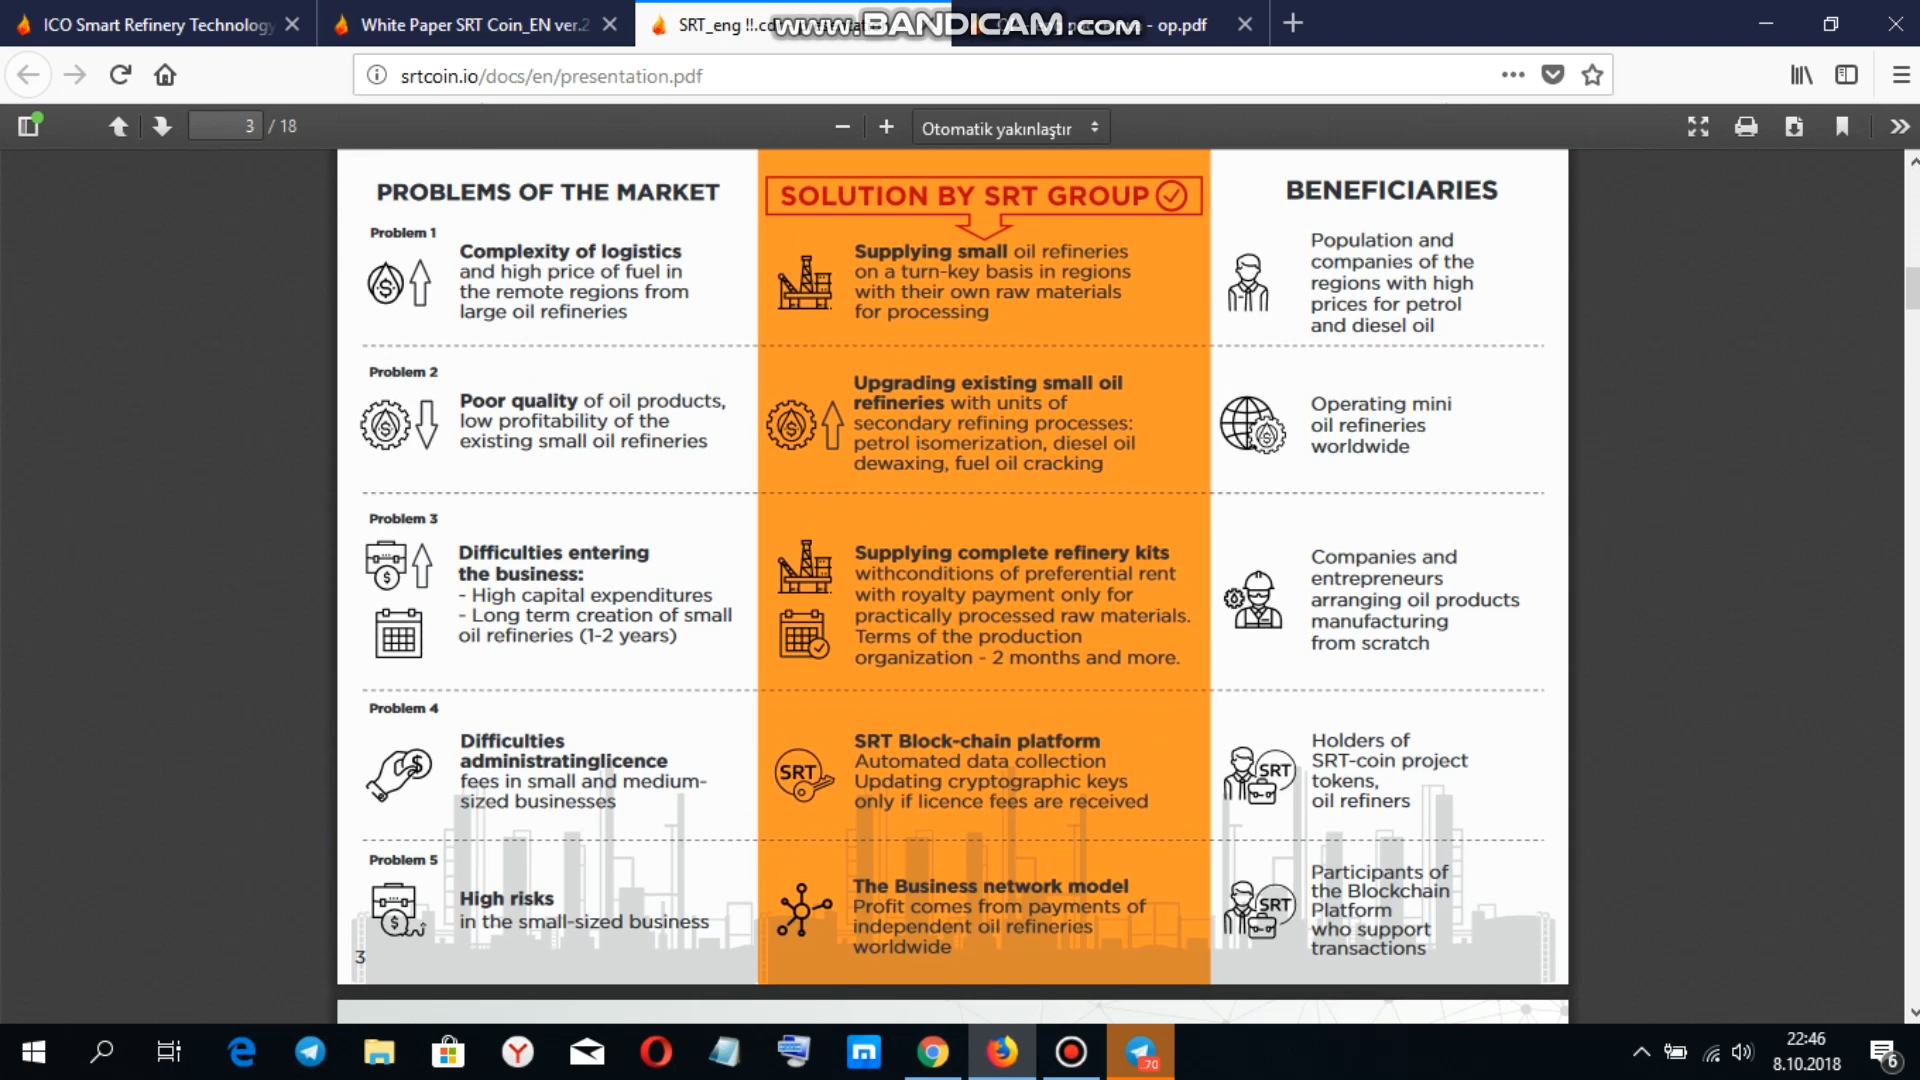 ICO Smart Refinery Technology
White Paper SRT Coin_EN ver.2
SRT_eng !!.cd
www.BANDICAM.com
- op.pdf
srtcoin.io/docs/en/presentation.pdf
3 / 18
Otomatik yakınlaştır
PROBLEMS OF THE MARKET
SOLUTION BY SRT GROUP
BENEFICIARIES
Problem 1
Complexity of logistics
and high price of fuel in
the remote regions from
large oil refineries
Supplying small oil refineries
on a turn-key basis in regions
with their own raw materials
for processing
Population and
companies of the
regions with high
prices for petrol
and diesel oil
Problem 2
Poor quality of oil products,
low profitability of the
existing small oil refineries
Upgrading existing small oil
refineries with units of
secondary refining processes:
petrol isomerization, diesel oil
dewaxing, fuel oil cracking
Operating mini
oil refineries
worldwide
Problem 3
Difficulties entering
the business:
- High capital expenditures
- Long term creation of small
oil refineries (1-2 years)
Supplying complete refinery kits
withconditions of preferential rent
with royalty payment only for
practically processed raw materials.
Terms of the production
organization - 2 months and more.
Companies and
entrepreneurs
arranging oil products
manufacturing
from scratch
Problem 4
Difficulties
administratinglicence
fees in small and medium-
sized businesses
SRT
SRT Block-chain platform
Automated data collection
Updating cryptographic keys
only if licence fees are received
SRT
Holders of
SRT-coin project
tokens,
oil refiners
Problem 5
High risks
in the small-sized business
The Business network model
Profit comes from payments of
independent oil refineries
worldwide
SRT
Participants of
the Blockchain
Platform
who support
transactions
3
70
22:46
8.10.2018
6